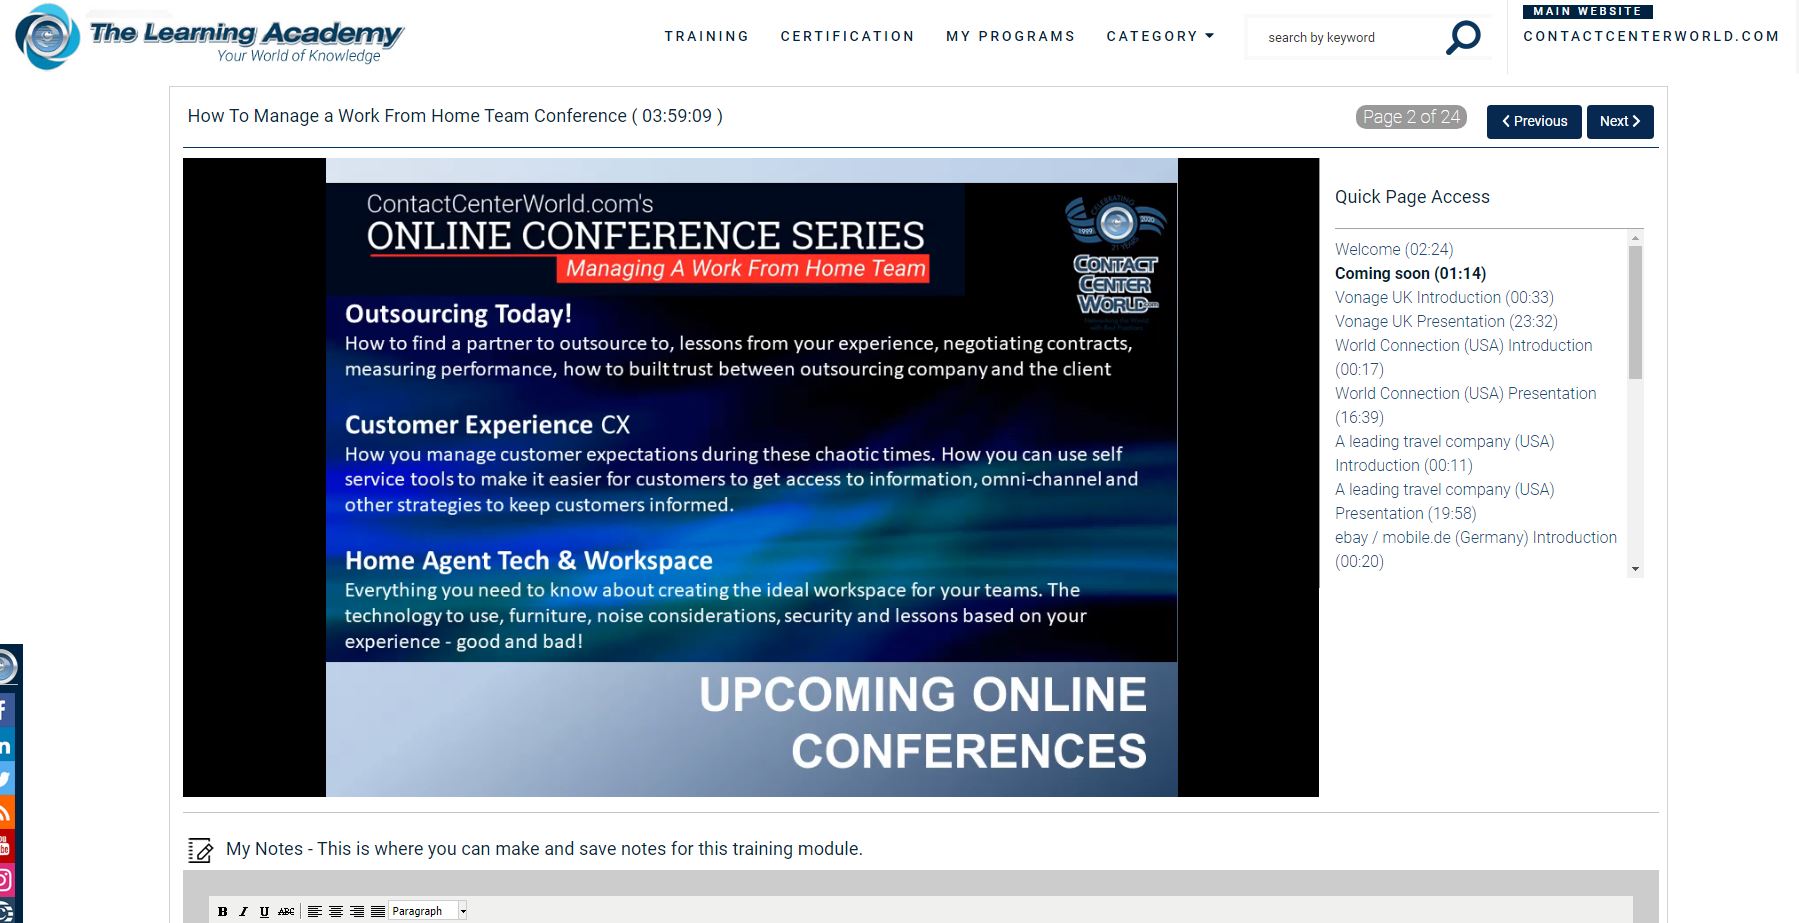 The Learning Academy
Your World of Knowledge
TRAINING
CERTIFICATION
MY PROGRAMS
CATEGORY
search by keyword
MAIN WEBSITE
CONTACTCENTERWORLD.COM
How To Manage a Work From Home Team Conference ( 03:59:09 )
Page 2 of 24
Previous
Next
ContactCenterWorld.com's
ONLINE CONFERENCE SERIES
Managing A Work From Home Team
CELEBRATING
1999
2020
21 YEARS
CONTACT
CENTER
WORLD.com
Outsourcing Today!
How to find a partner to outsource to, lessons from your experience, negotiating contracts,
measuring performance, how to built trust between outsourcing company and the client
Customer Experience CX
How you manage customer expectations during these chaotic times. How you can use self
service tools to make it easier for customers to get access to information, omni-channel and
other strategies to keep customers informed.
Home Agent Tech & Workspace
Everything you need to know about creating the ideal workspace for your teams. The
technology to use, furniture, noise considerations, security and lessons based on your
experience - good and bad!
UPCOMING ONLINE
CONFERENCES
Quick Page Access
Welcome (02:24)
Coming soon (01:14)
Vonage UK Introduction (00:33)
Vonage UK Presentation (23:32)
World Connection (USA) Introduction
(00:17)
World Connection (USA) Presentation
(16:39)
A leading travel company (USA)
Introduction (00:11)
A leading travel company (USA)
Presentation (19:58)
ebay / mobile.de (Germany) Introduction
(00:20)
My Notes - This is where you can make and save notes for this training module.
B I U ABC Paragraph